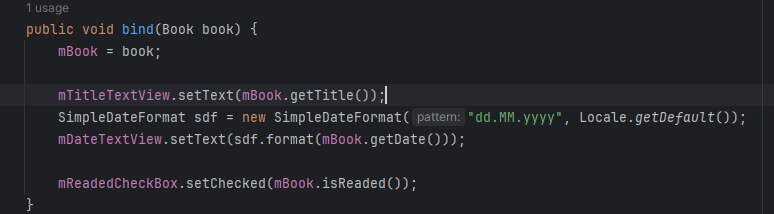 1 usage
public void bind(Book book) {
    mBook = book;
    mTitleTextView.setText(mBook.getTitle());
    SimpleDateFormat sdf = new SimpleDateFormat( pattern: "dd.MM.yyyy", Locale.getDefault());
    mDateTextView.setText(sdf.format(mBook.getDate()));
    mReadedCheckBox.setChecked(mBook.isReaded());
}